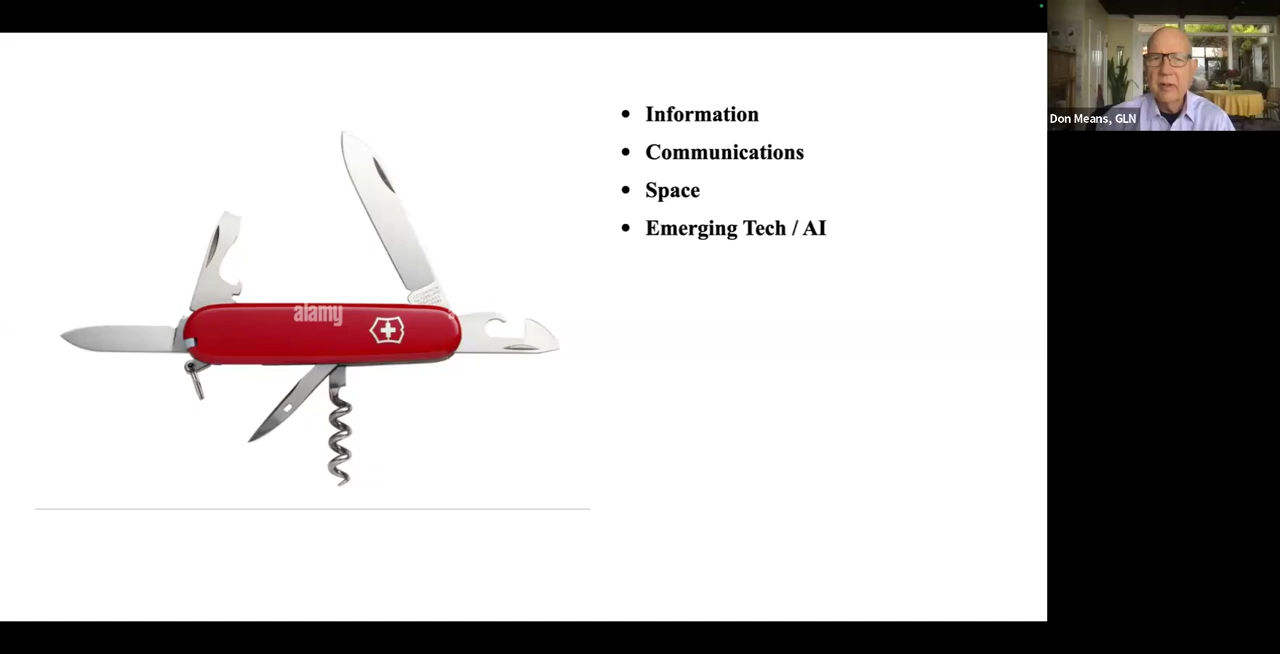 Information
Communications
Space
Emerging Tech / AI
alamy
Don Means, GLN